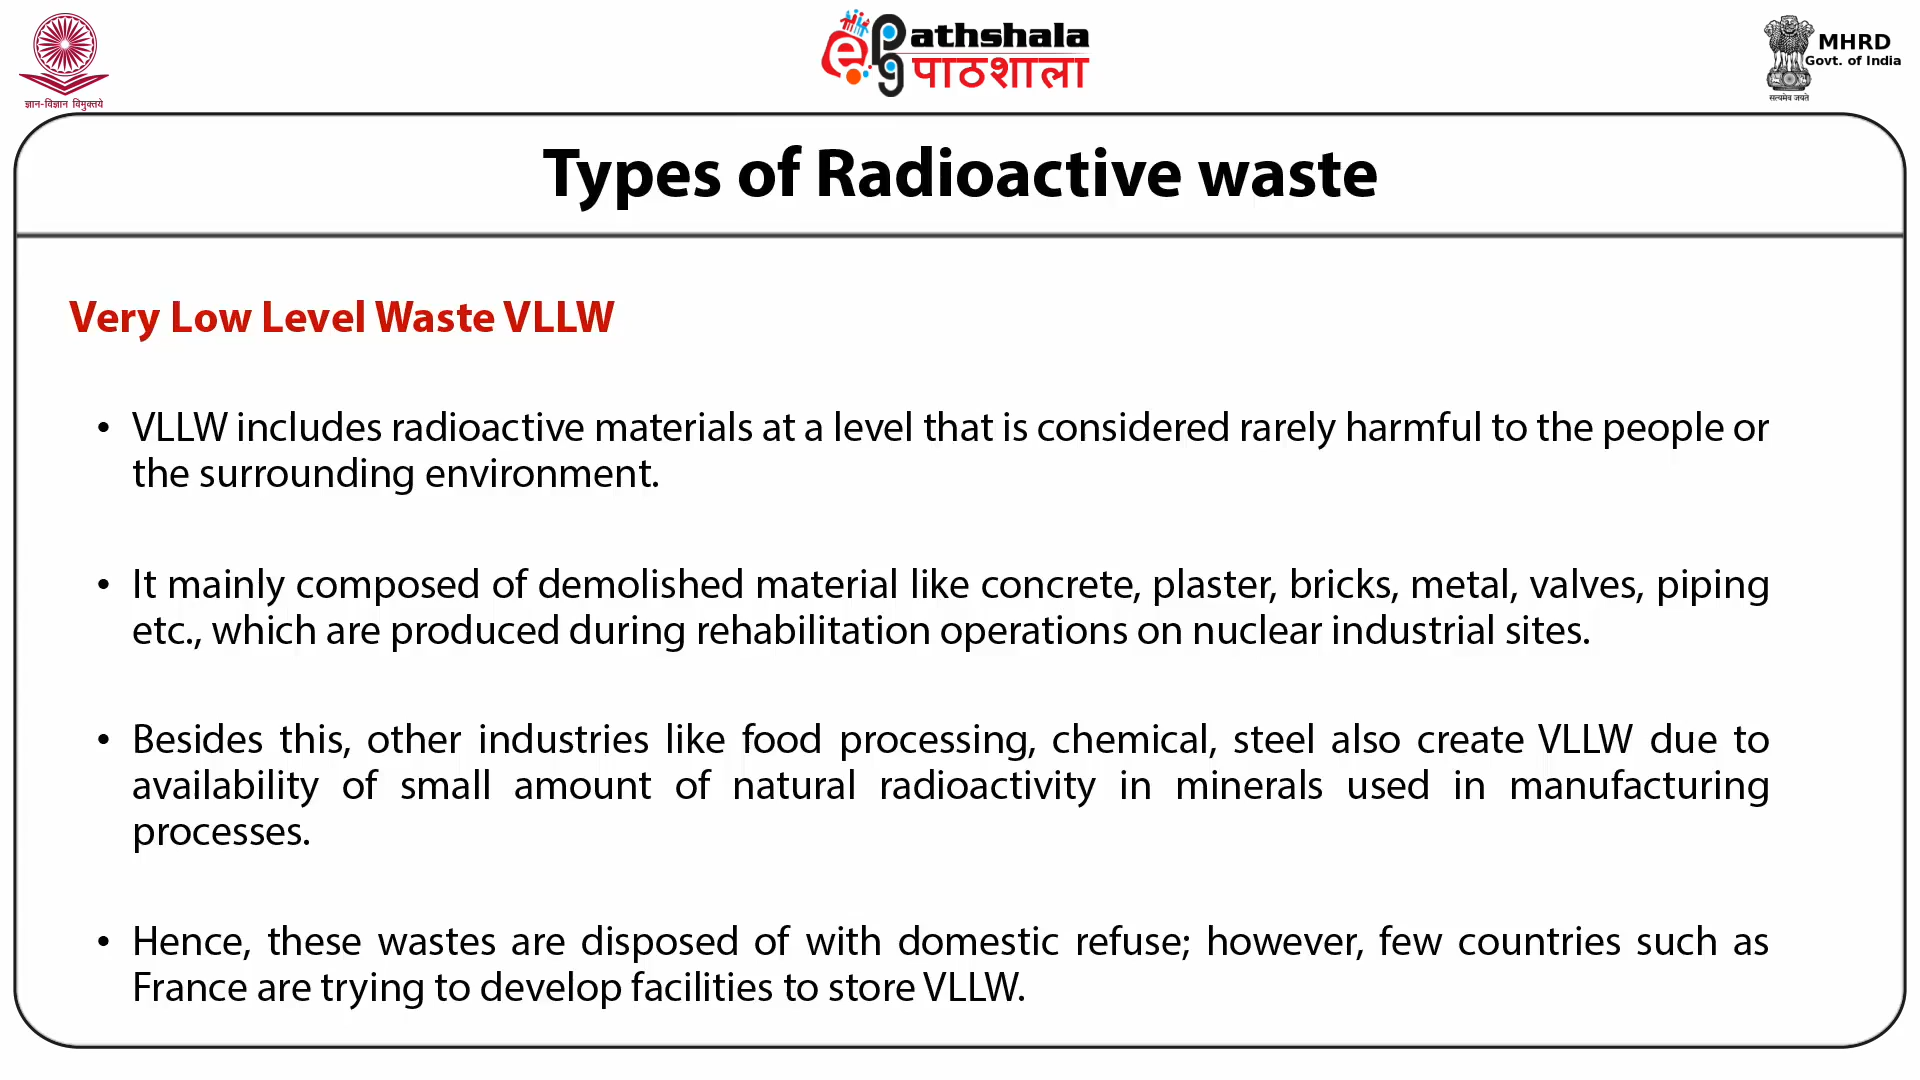 ज्ञान-विज्ञान विमुक्तये
ePathshala
पाठशाला
MHRD
Govt. of India
सत्यमेव जयते
Types of Radioactive waste
Very Low Level Waste VLLW
• VLLW includes radioactive materials at a level that is considered rarely harmful to the people or
the surrounding environment.
• It mainly composed of demolished material like concrete, plaster, bricks, metal, valves, piping
etc., which are produced during rehabilitation operations on nuclear industrial sites.
• Besides this, other industries like food processing, chemical, steel also create VLLW due to
availability of small amount of natural radioactivity in minerals used in manufacturing
processes.
• Hence, these wastes are disposed of with domestic refuse; however, few countries such as
France are trying to develop facilities to store VLLW.